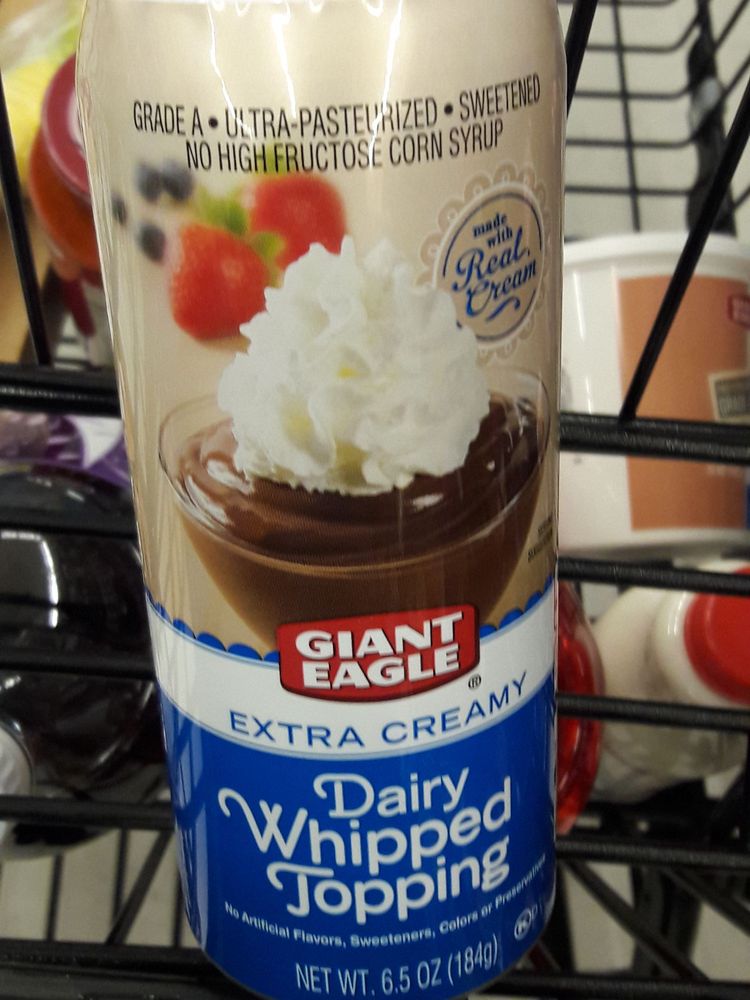 GRADE A • ULTRA-PASTEURIZED • SWEETENED
NO HIGH FRUCTOSE CORN SYRUP
made
with
Real
Cream
GIANT
EAGLE
®
EXTRA CREAMY
Dairy
Whipped
Topping
No Artificial Flavors, Sweeteners, Colors or Preservatives
K D
NET WT. 6.5 OZ (184g)